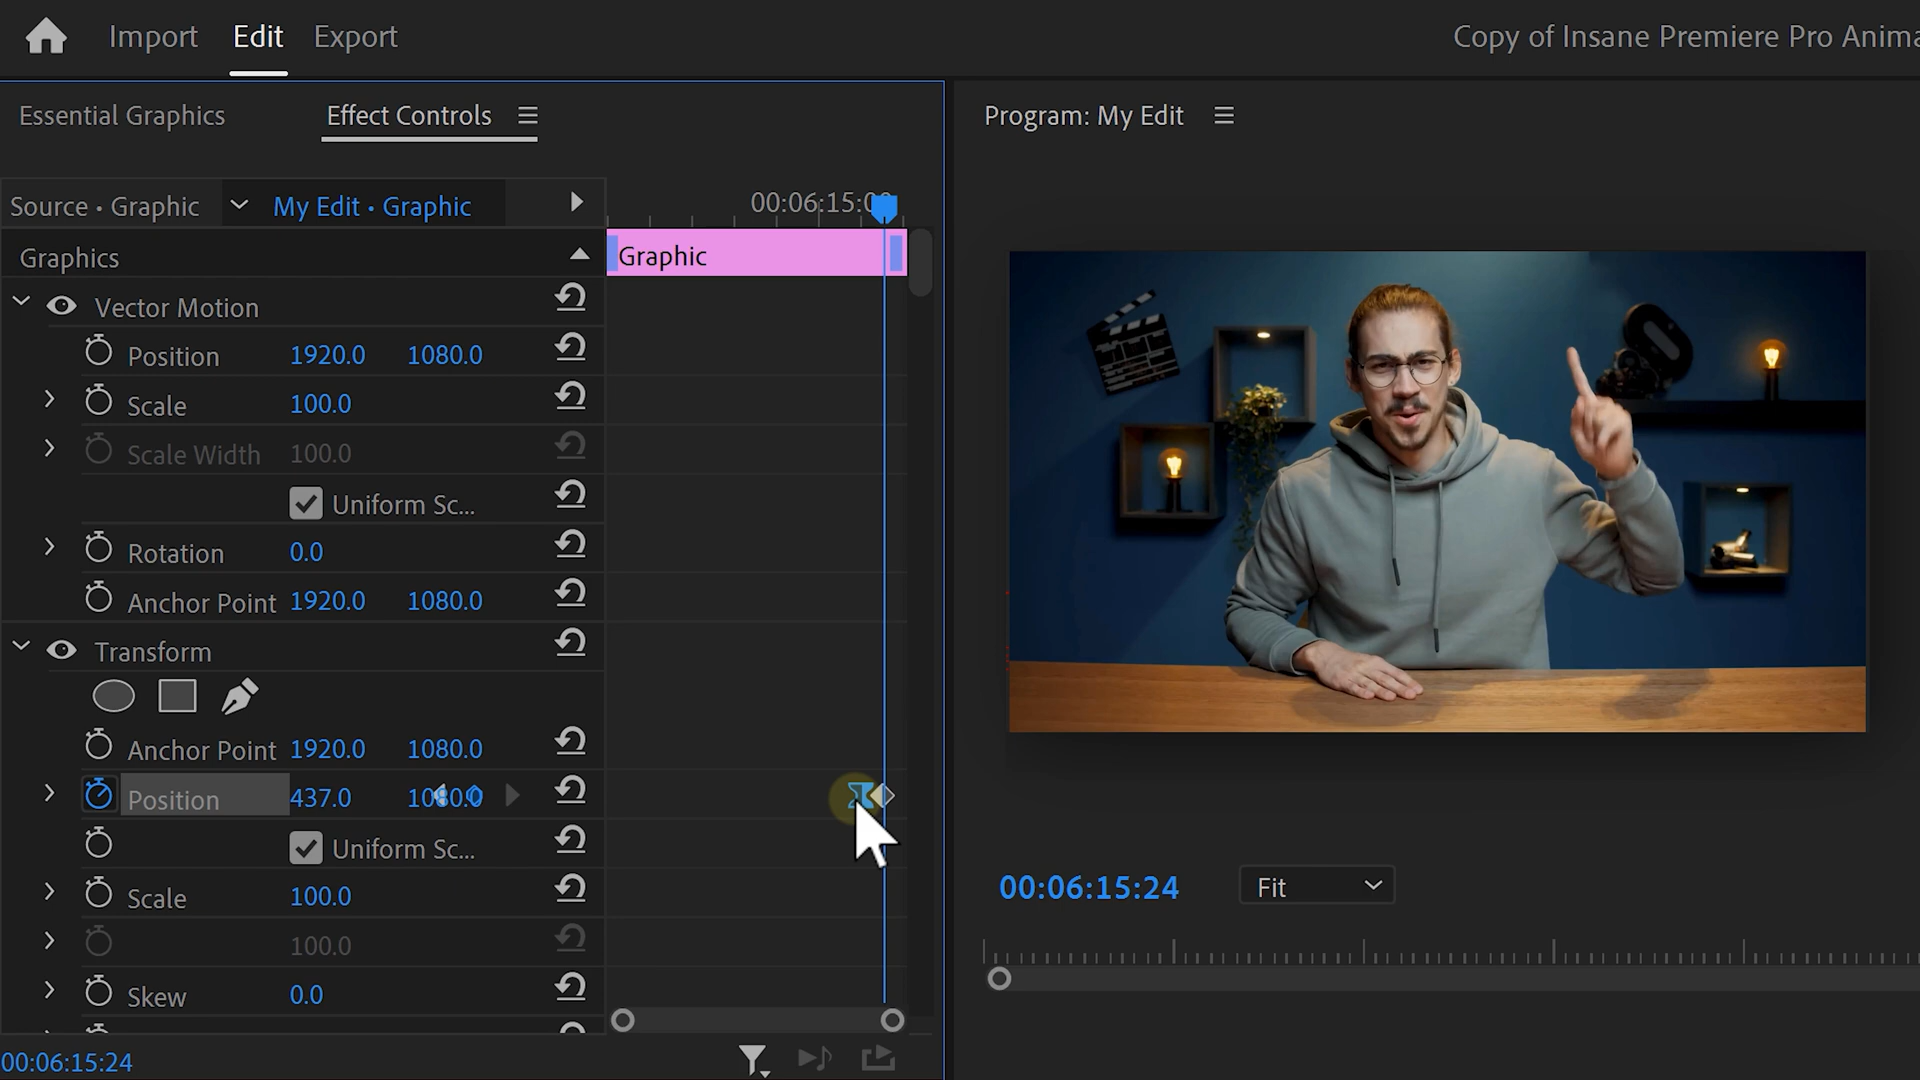 Import Edit Export
Copy of Insane Premiere Pro Anima
Essential Graphics Effect Controls
Program: My Edit
Source • Graphic My Edit • Graphic
00:06:15:00
Graphics
Graphic
Vector Motion
Position 1920.0 1080.0
Scale 100.0
Scale Width 100.0
Uniform Sc...
Rotation 0.0
Anchor Point 1920.0 1080.0
Transform
Anchor Point 1920.0 1080.0
Position 437.0 1080.0
Uniform Sc...
Scale 100.0
100.0
Skew 0.0
00:06:15:24
00:06:15:24 Fit